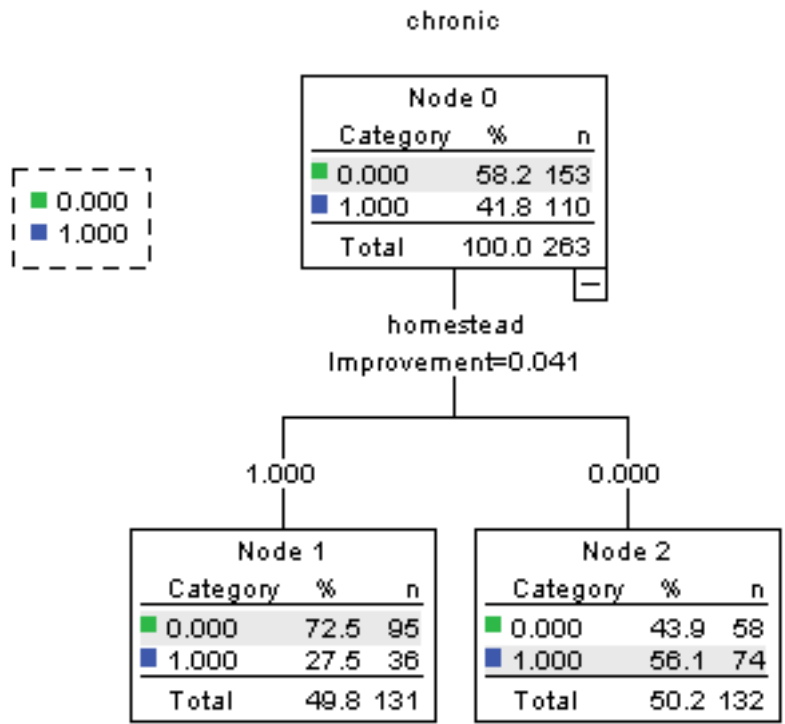 chronic
Node 0
Category % n
0.000 58.2 153
1.000 41.8 110
Total 100.0 263
0.000
1.000
homestead
Improvement=0.041
1.000
0.000
Node 1
Category % n
0.000 72.5 95
1.000 27.5 36
Total 49.8 131
Node 2
Category % n
0.000 43.9 58
1.000 56.1 74
Total 50.2 132